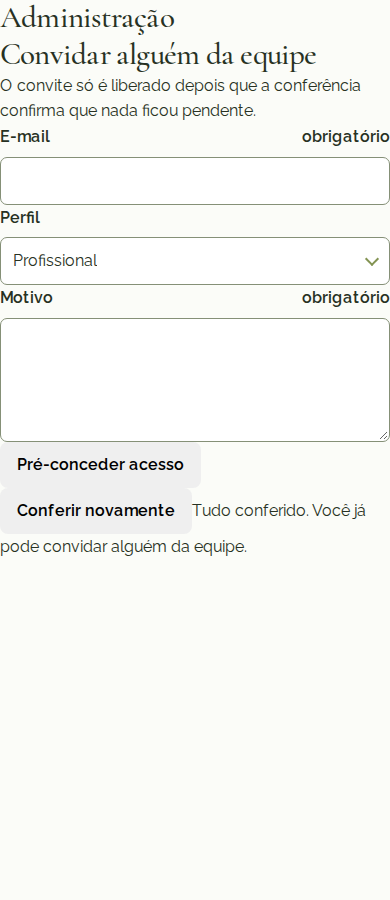 Administração
Convidar alguém da equipe
O convite só é liberado depois que a conferência
confirma que nada ficou pendente.
E-mail obrigatório
Perfil
Profissional
Motivo obrigatório
Pré-conceder acesso
Conferir novamente Tudo conferido. Você já
pode convidar alguém da equipe.